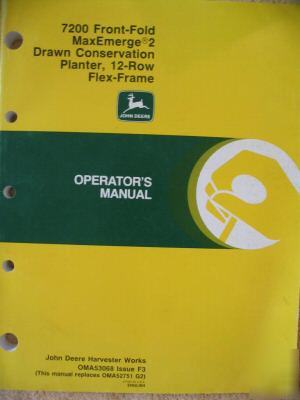 7200 Front-Fold
MaxEmerge®2
Drawn Conservation
Planter, 12-Row
Flex-Frame
JOHN DEERE
OPERATOR'S
MANUAL
John Deere Harvester Works
OMA53068 Issue F3
(This manual replaces OMA52751 G2)
ENGLISH